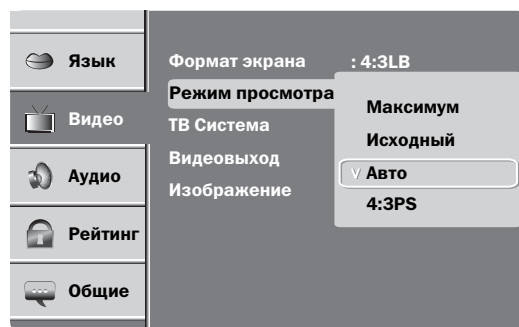 Язык
Видео
Аудио
Рейтинг
Общие
Формат экрана : 4:3LB
Режим просмотра
ТВ Система
Видеовыход
Изображение
Максимум
Исходный
V Авто
4:3PS